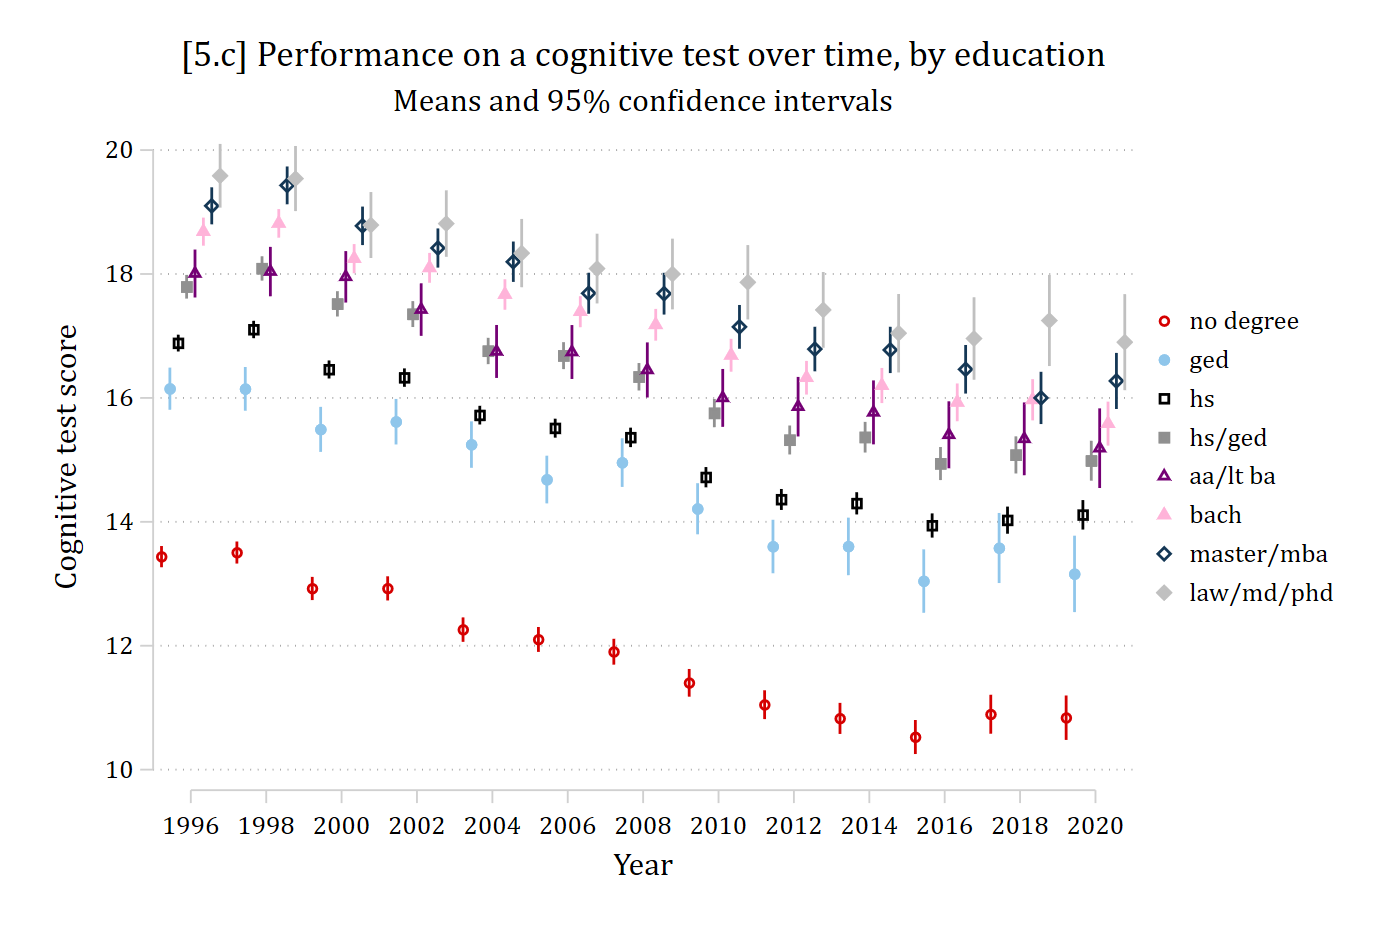 [5.c] Performance on a cognitive test over time, by education
Means and 95% confidence intervals
Cognitive test score
20
18
16
14
12
10
1996 1998 2000 2002 2004 2006 2008 2010 2012 2014 2016 2018 2020
Year
no degree
ged
hs
hs/ged
aa/lt ba
bach
master/mba
law/md/phd